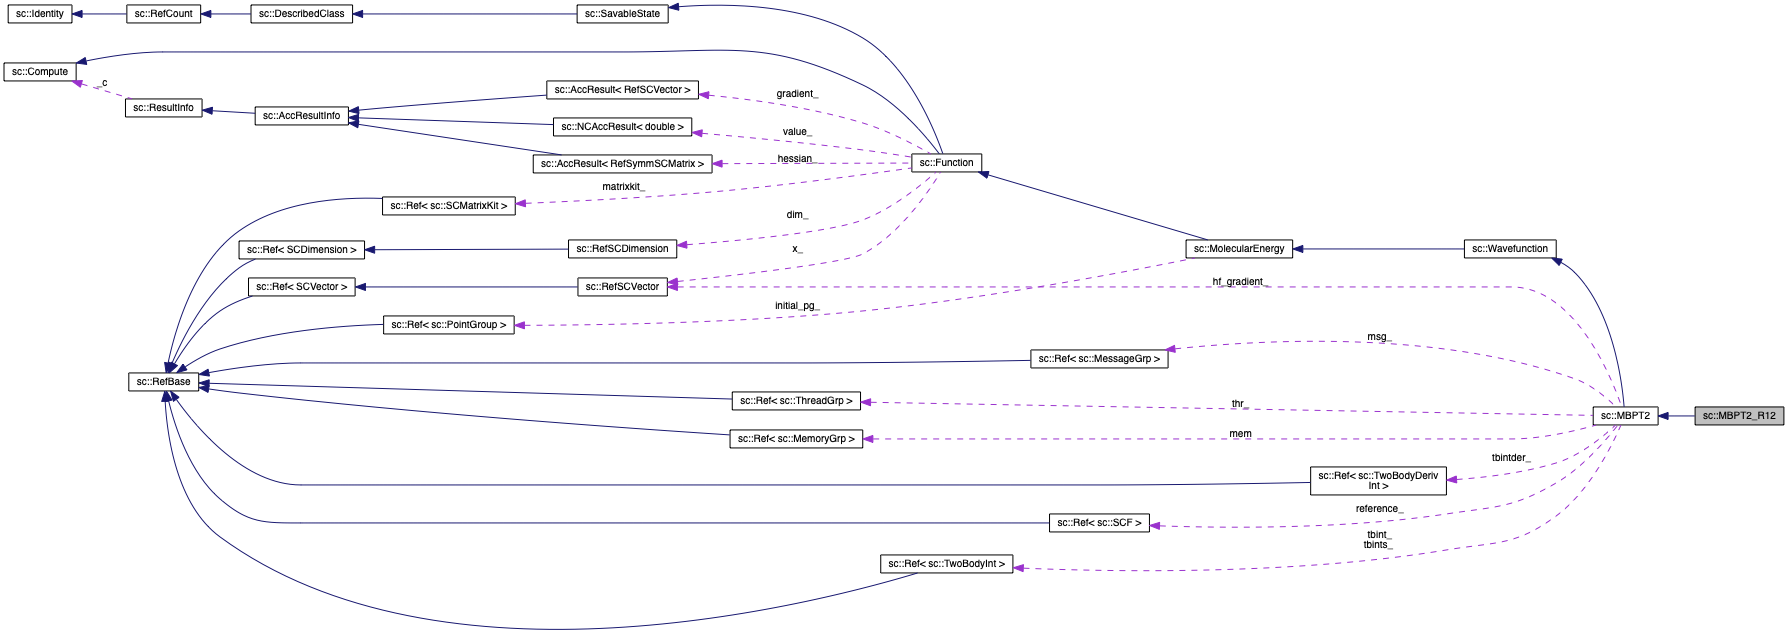 sc::Identity
sc::RefCount
sc::DescribedClass
sc::SavableState
sc::Compute
_c
sc::ResultInfo
sc::AccResultInfo
sc::AccResult< RefSCVector >
gradient_
sc::NCAccResult< double >
value_
sc::AccResult< RefSymmSCMatrix >
hessian_
sc::Function
matrixkit_
sc::Ref< sc::SCMatrixKit >
dim_
sc::Ref< SCDimension >
sc::RefSCDimension
x_
sc::MolecularEnergy
sc::Wavefunction
sc::Ref< SCVector >
sc::RefSCVector
hf_gradient_
initial_pg_
sc::Ref< sc::PointGroup >
msg_
sc::Ref< sc::MessageGrp >
sc::RefBase
sc::Ref< sc::ThreadGrp >
thr_
sc::MBPT2
sc::MBPT2_R12
sc::Ref< sc::MemoryGrp >
mem
tbintder_
sc::Ref< sc::TwoBodyDeriv
Int >
reference_
sc::Ref< sc::SCF >
tbint_
tbints_
sc::Ref< sc::TwoBodyInt >